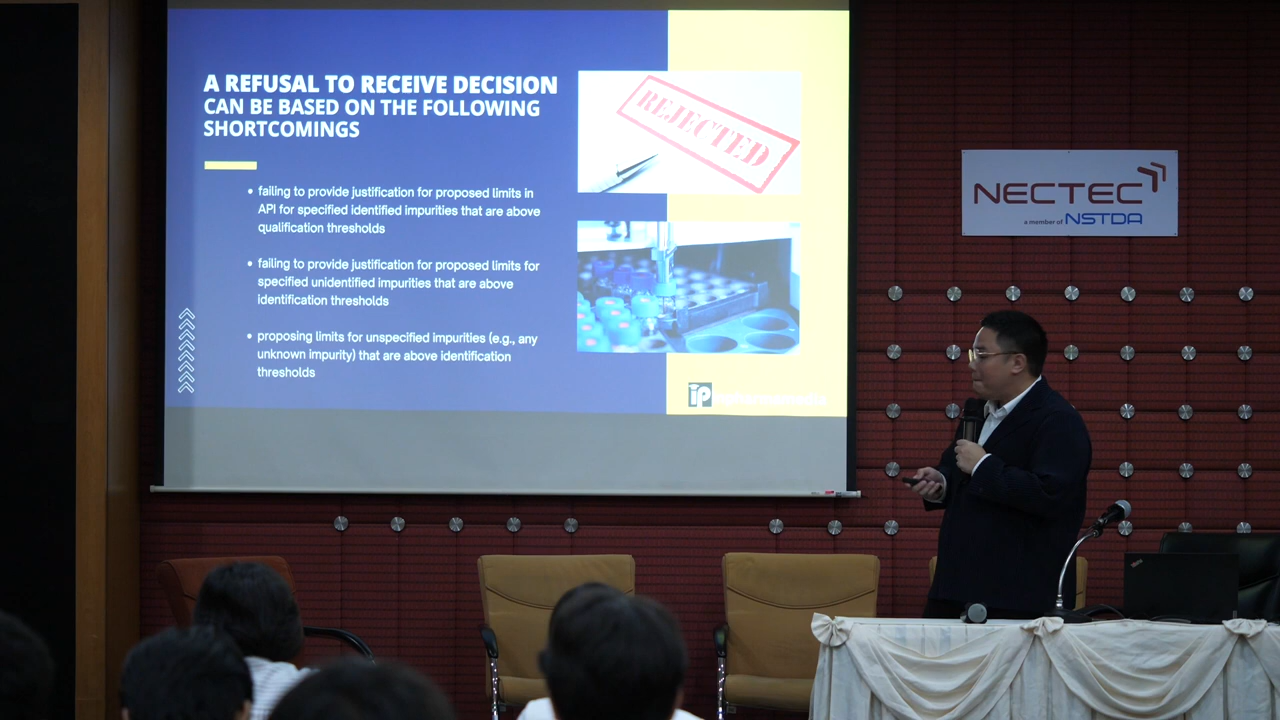 A REFUSAL TO RECEIVE DECISION
CAN BE BASED ON THE FOLLOWING
SHORTCOMINGS
failing to provide justification for proposed limits in
API for specified identified impurities that are above
qualification thresholds
failing to provide justification for proposed limits for
specified unidentified impurities that are above
identification thresholds
proposing limits for unspecified impurities (e.g., any
unknown impurity) that are above identification
thresholds
REJECTED
iP
NECTEC
a member of NSTDA